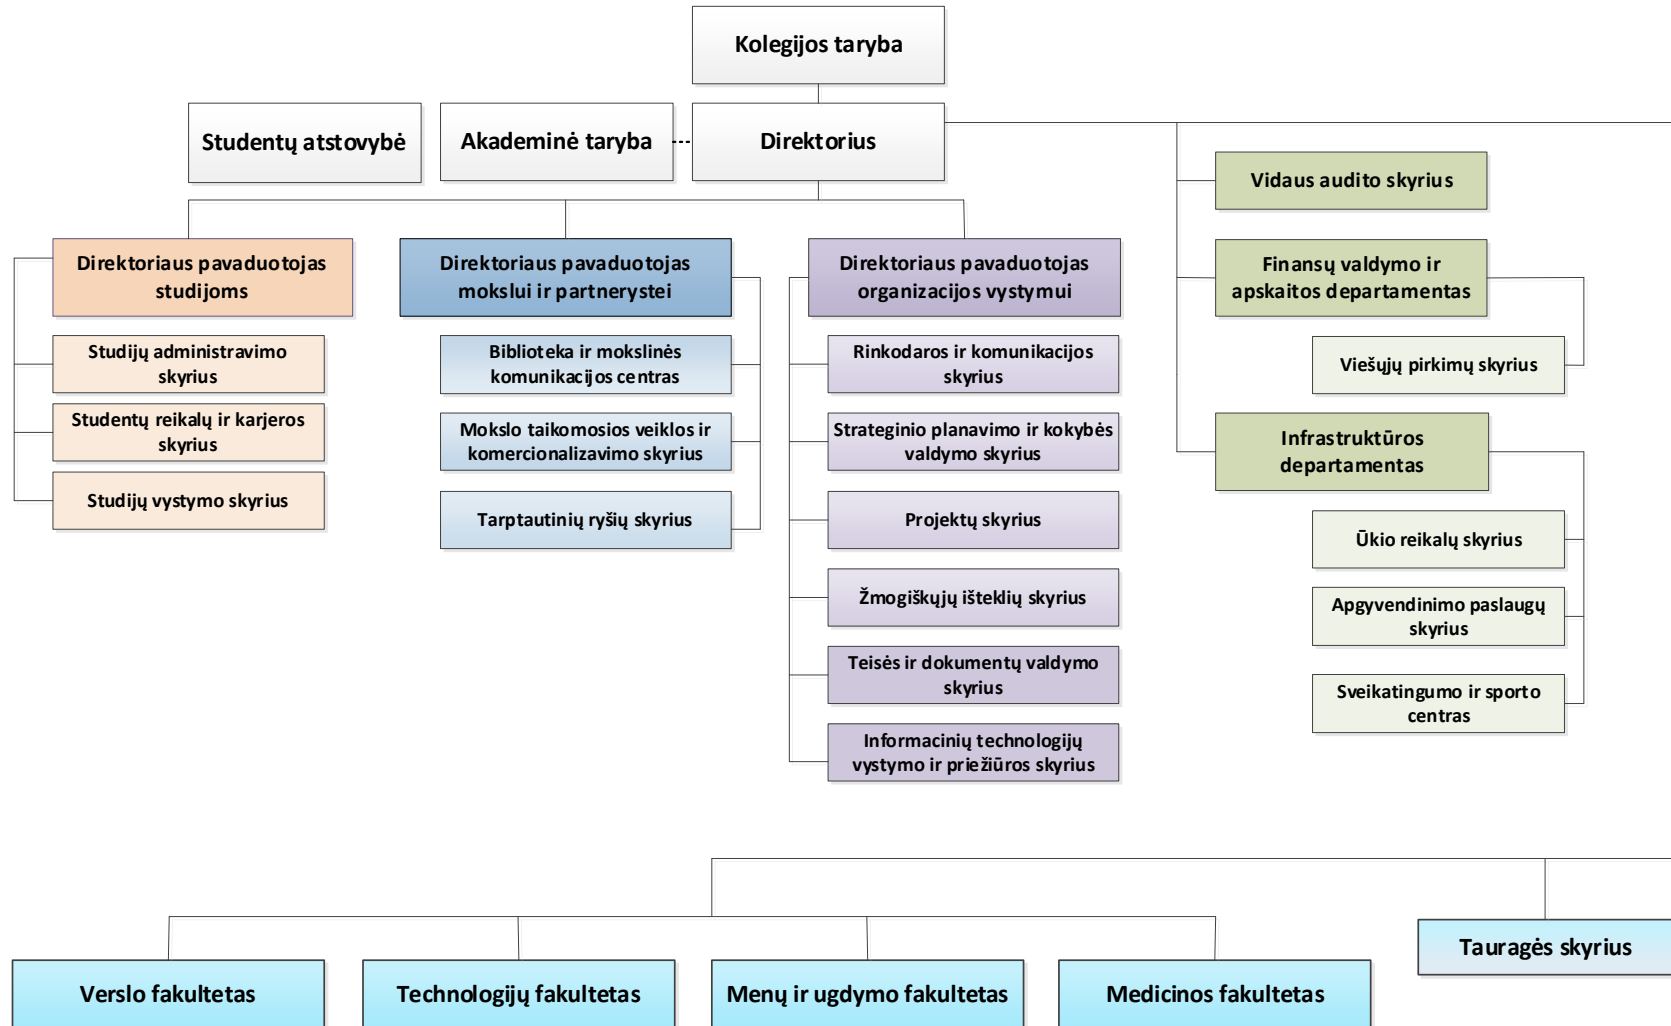 Kolegijos taryba
Studentų atstovybė
Akademinė taryba
Direktorius
Vidaus audito skyrius
Direktoriaus pavaduotojas
studijoms
Studijų administravimo
skyrius
Studentų reikalų ir karjeros
skyrius
Studijų vystymo skyrius
Direktoriaus pavaduotojas
mokslui ir partnerystei
Biblioteka ir mokslinės
komunikacijos centras
Mokslo taikomosios veiklos ir
komercionalizavimo skyrius
Tarptautinių ryšių skyrius
Direktoriaus pavaduotojas
organizacijos vystymui
Rinkodaros ir komunikacijos
skyrius
Strateginio planavimo ir kokybės
valdymo skyrius
Projektų skyrius
Žmogiškųjų išteklių skyrius
Teisės ir dokumentų valdymo
skyrius
Informacinių technologijų
vystymo ir priežiūros skyrius
Finansų valdymo ir
apskaitos departamentas
Viešųjų pirkimų skyrius
Infrastruktūros
departamentas
Ūkio reikalų skyrius
Apgyvendinimo paslaugų
skyrius
Sveikatingumo ir sporto
centras
Tauragės skyrius
Verslo fakultetas
Technologijų fakultetas
Menų ir ugdymo fakultetas
Medicinos fakultetas